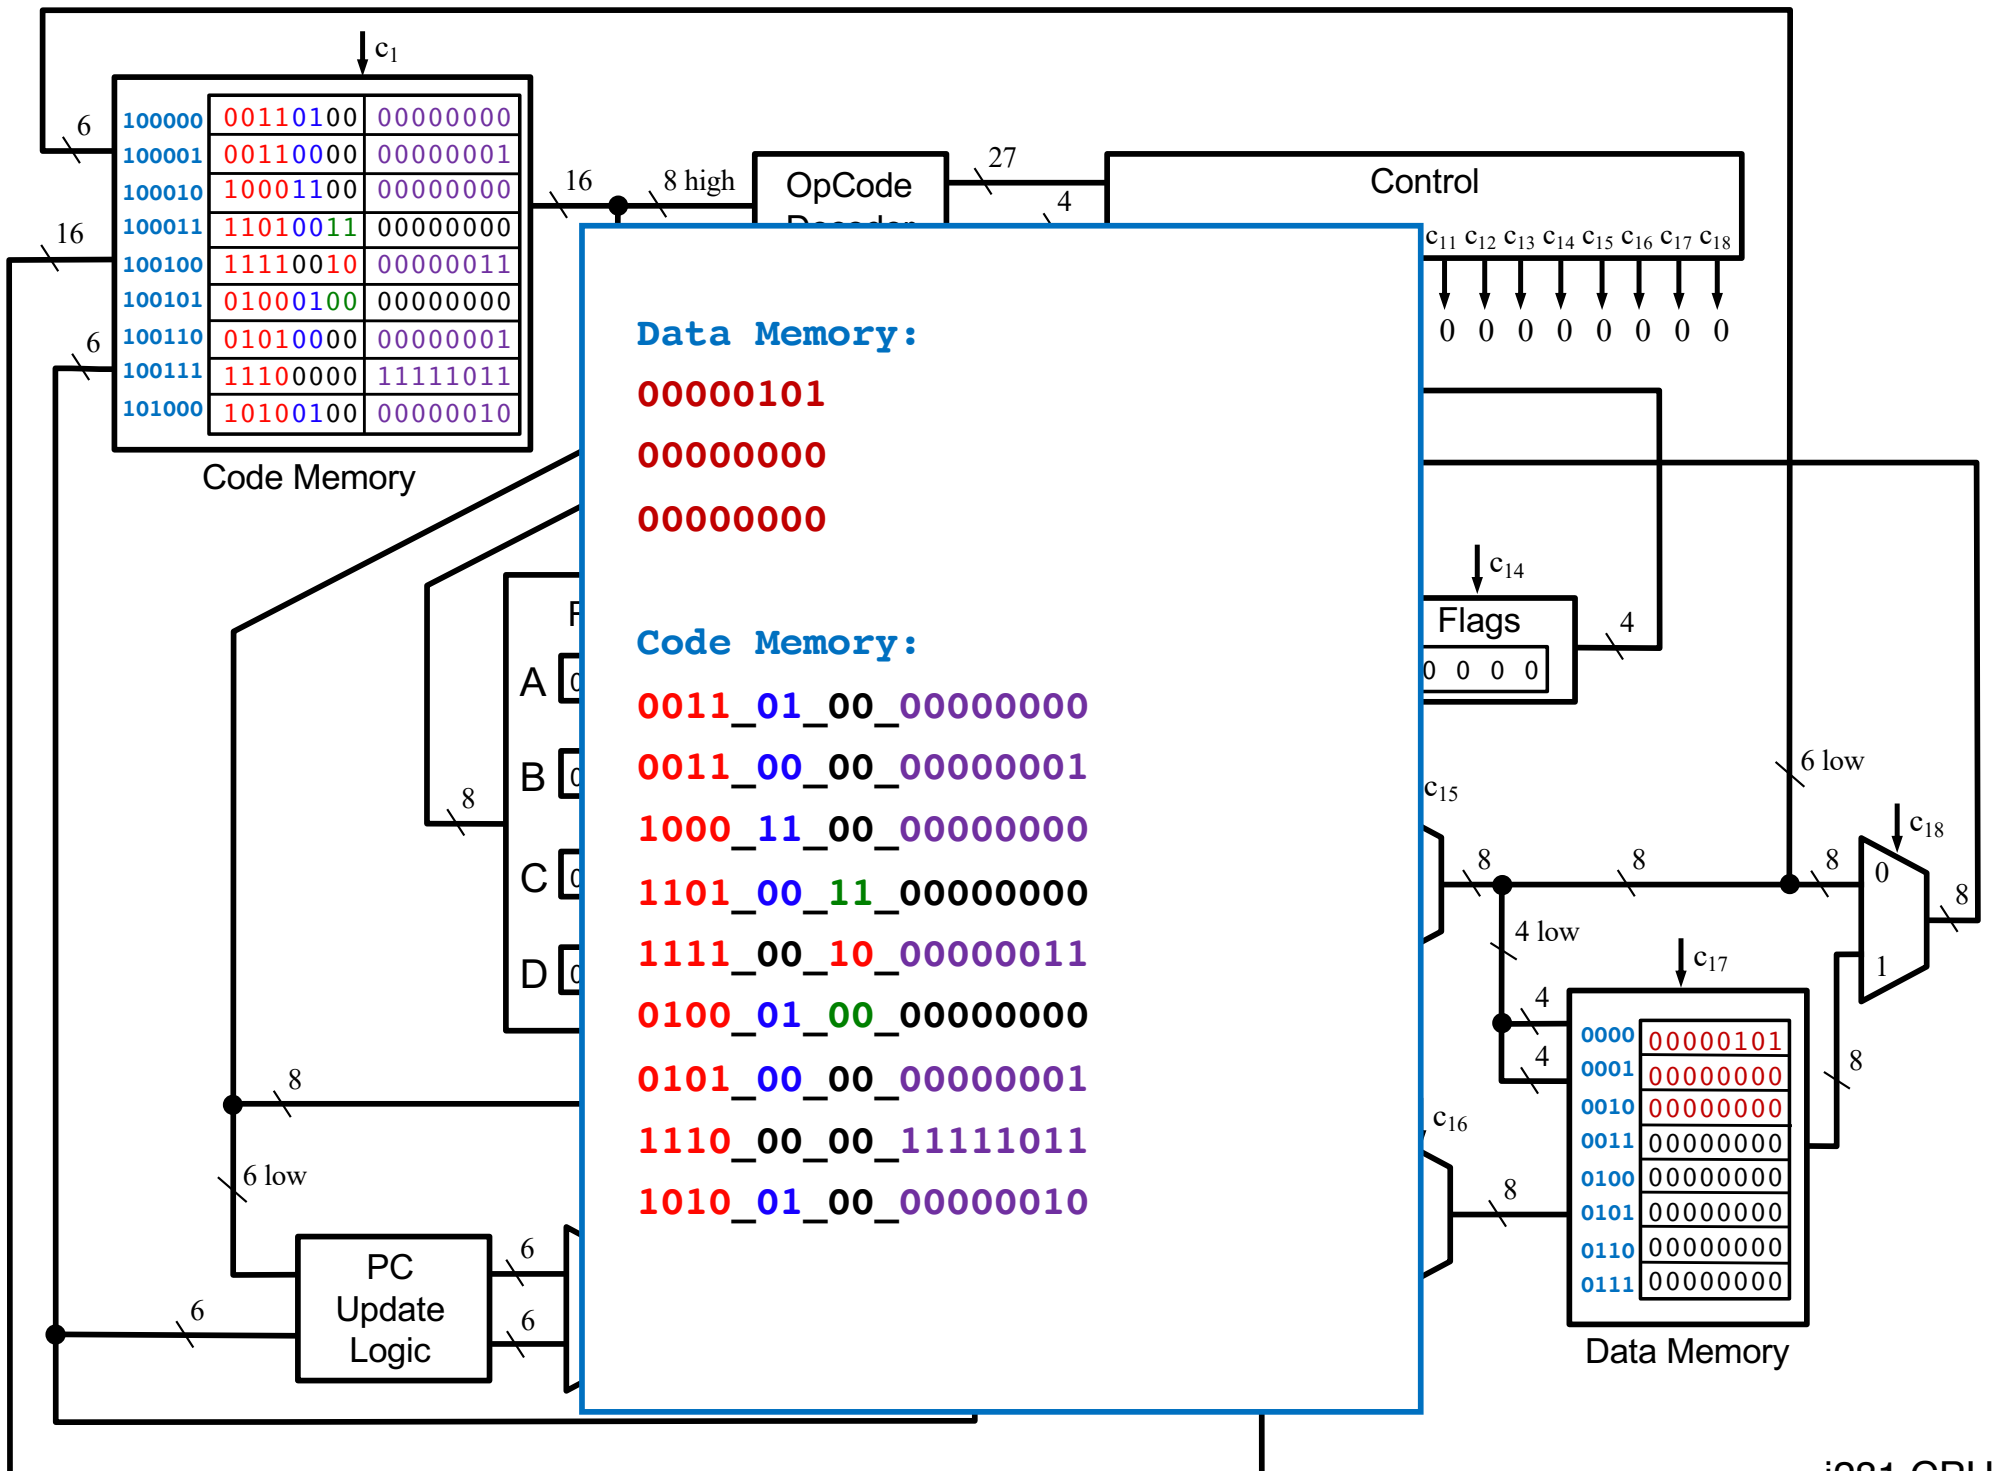 c1
6
100000 00110100 00000000
100001 00110000 00000001
100010 10001100 00000000
100011 11010011 00000000
100100 11110010 00000011
100101 01000100 00000000
100110 01010000 00000001
100111 11100000 11111011
101000 10100100 00000010
16
6
Code Memory
16
8 high
OpCode
27
4
Control
c11 c12 c13 c14 c15 c16 c17 c18
0 0 0 0 0 0 0 0
Data Memory:
00000101
00000000
00000000
Code Memory:
0011_01_00_00000000
0011_00_00_00000001
1000_11_00_00000000
1101_00_11_00000000
1111_00_10_00000011
0100_01_00_00000000
0101_00_00_00000001
1110_00_00_11111011
1010_01_00_00000010
A
B
C
D
8
8
6 low
6
PC
Update
Logic
6
6
c14
Flags
0 0 0 0
4
c15
6 low
8
8
8
c18
0
1
8
4 low
4
4
c17
c16
8
0000 00000101
0001 00000000
0010 00000000
0011 00000000
0100 00000000
0101 00000000
0110 00000000
0111 00000000
8
Data Memory